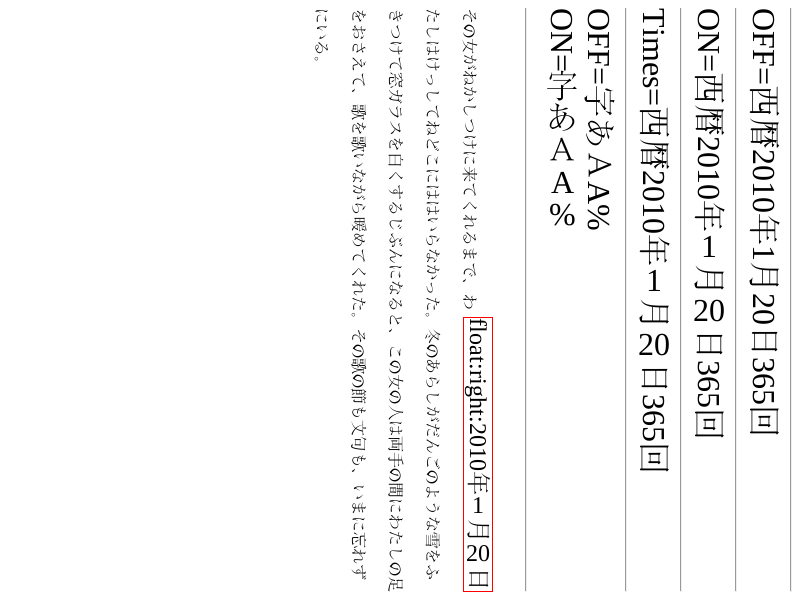 OFF=西暦2010年1月20日365回
ON=西暦2010年1月20日365回
Times=西暦2010年1月20日365回
OFF=字あＡA%
ON=字あＡA%
float:right:2010年1月20日
その女がねかしつけに来てくれるまで、わ
たしはけっしてねどこにははいらなかった。冬のあらしがだんごのような雪をふ
きつけて窓ガラスを白くするじぶんになると、この女の人は両手の間にわたしの足
をおさえて、歌を歌いながら暖めてくれた。その歌の節も文句も、いまに忘れず
にいる。